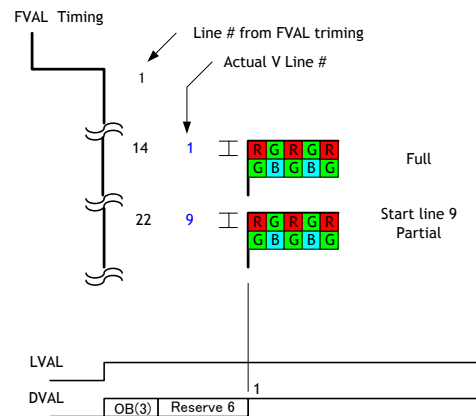 FVAL Timing
Line # from FVAL triming
Actual V Line #
1
14 1 R G R G R Full
G B G B G
22 9 R G R G R Start line 9
G B G B G Partial
LVAL
1
DVAL OB(3) Reserve 6